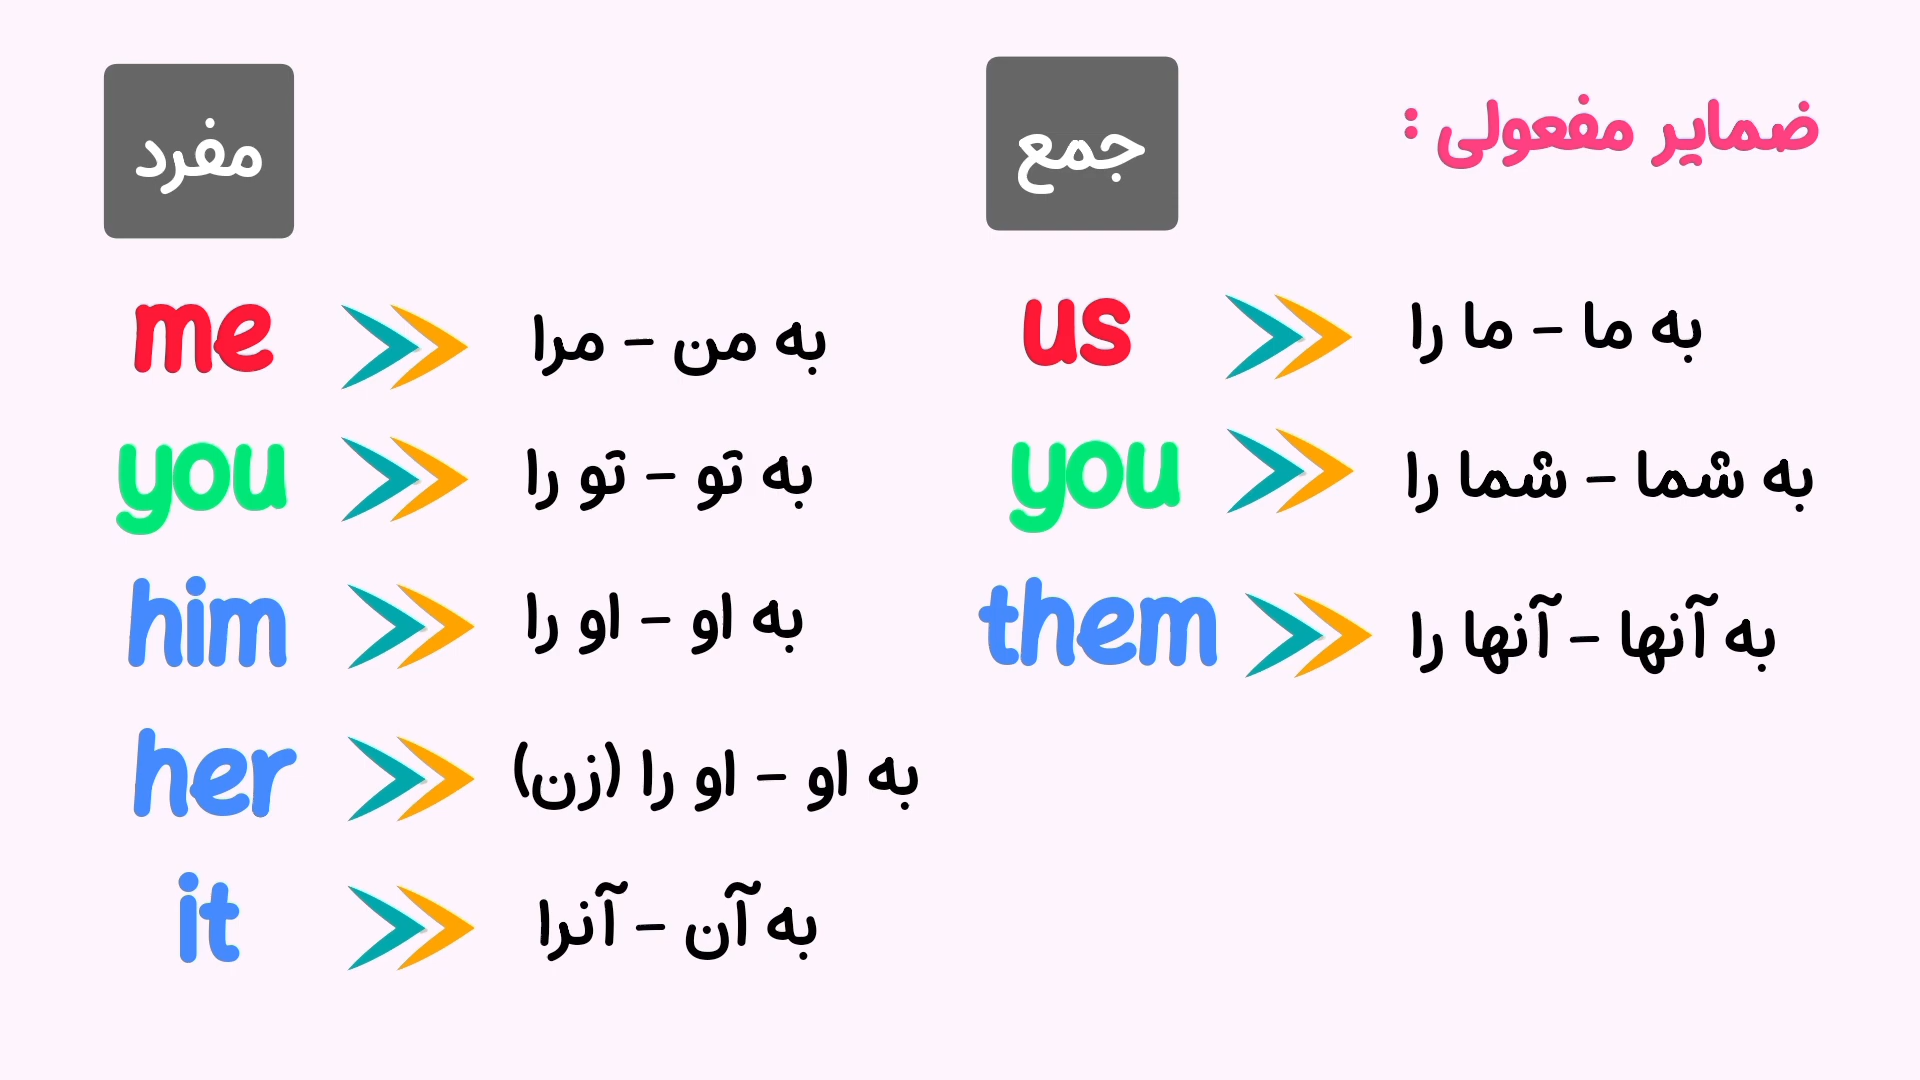 ضمایر مفعولی :
مفرد
me به من - مرا
you به تو - تو را
him به او - او را
her به او - او را (زن)
it به آن - آنرا
جمع
us به ما - ما را
you به شما - شما را
them به آنها - آنها را